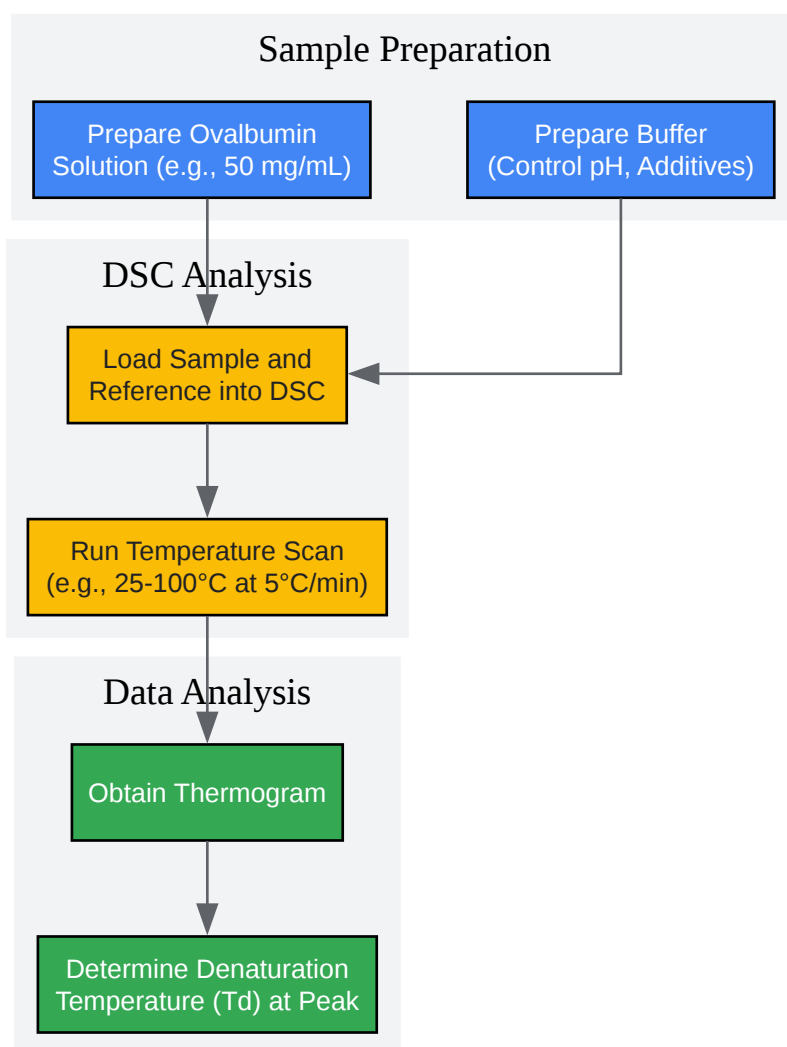 Sample Preparation
Prepare Ovalbumin
Solution (e.g., 50 mg/mL)
Prepare Buffer
(Control pH, Additives)
DSC Analysis
Load Sample and
Reference into DSC
Run Temperature Scan
(e.g., 25-100°C at 5°C/min)
Data Analysis
Obtain Thermogram
Determine Denaturation
Temperature (Td) at Peak